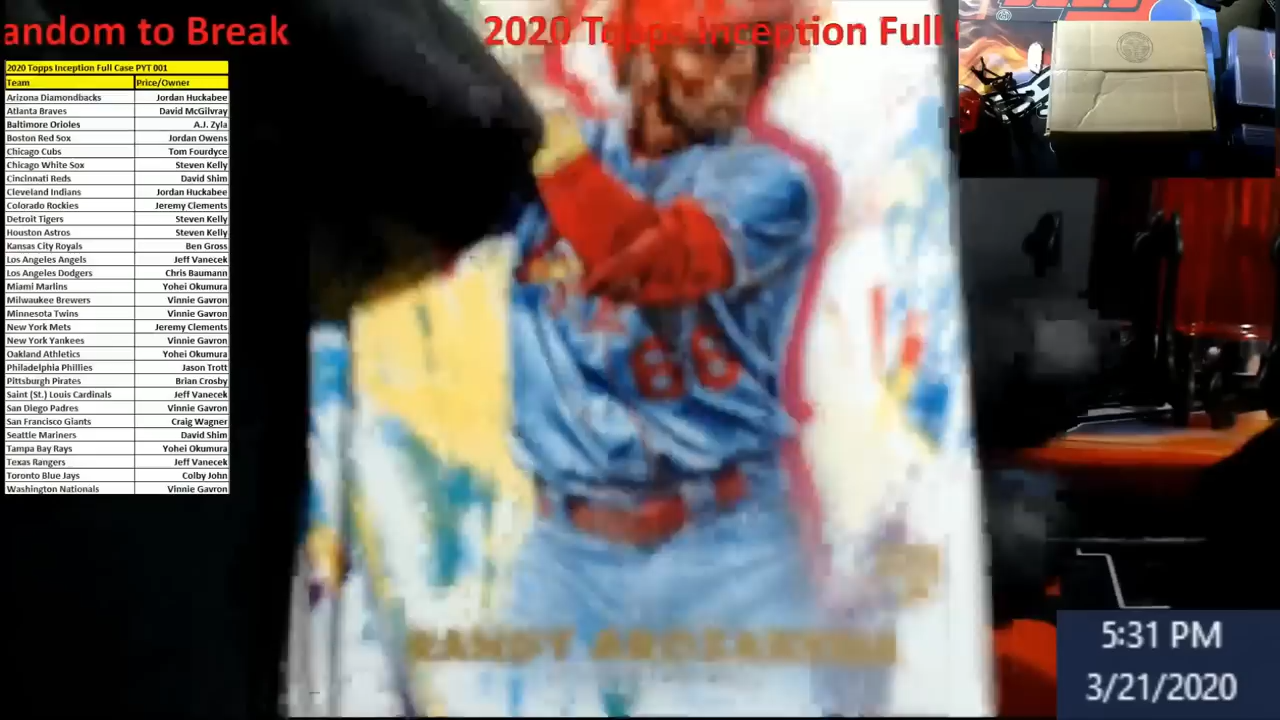 andom to Break
2020 Topps Inception Full
2020 Topps Inception Full Case PYT 001
Team Price/Owner
Arizona Diamondbacks Jordan Huckabee
Atlanta Braves David McGilvray
Baltimore Orioles A.J. Zyla
Boston Red Sox Jordan Owens
Chicago Cubs Tom Fourdyce
Chicago White Sox Steven Kelly
Cincinnati Reds David Shim
Cleveland Indians Jordan Huckabee
Colorado Rockies Jeremy Clements
Detroit Tigers Steven Kelly
Houston Astros Steven Kelly
Kansas City Royals Ben Gross
Los Angeles Angels Jeff Vanecek
Los Angeles Dodgers Chris Baumann
Miami Marlins Yohei Okumura
Milwaukee Brewers Vinnie Gavron
Minnesota Twins Vinnie Gavron
New York Mets Jeremy Clements
New York Yankees Vinnie Gavron
Oakland Athletics Yohei Okumura
Philadelphia Phillies Jason Trott
Pittsburgh Pirates Brian Crosby
Saint (St.) Louis Cardinals Jeff Vanecek
San Diego Padres Vinnie Gavron
San Francisco Giants Craig Wagner
Seattle Mariners David Shim
Tampa Bay Rays Yohei Okumura
Texas Rangers Jeff Vanecek
Toronto Blue Jays Colby John
Washington Nationals Vinnie Gavron
66
RANDY AROZARENA
5:31 PM
3/21/2020